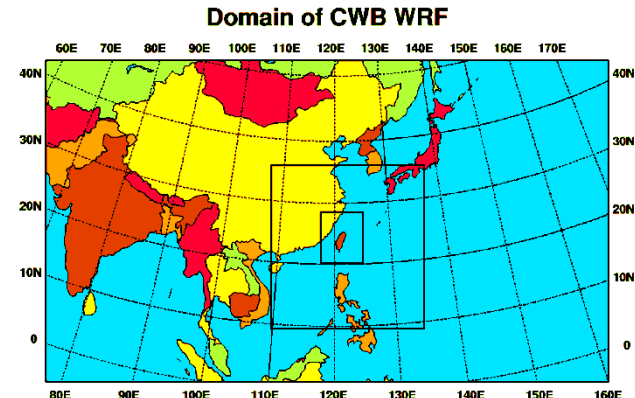 Domain of CWB WRF
60E 70E 80E 90E 100E 110E 120E 130E 140E 150E 160E 170E
40N 40N
30N 30N
20N 20N
10N 10N
0 0
80E 90E 100E 110E 120E 130E 140E 150E 160E